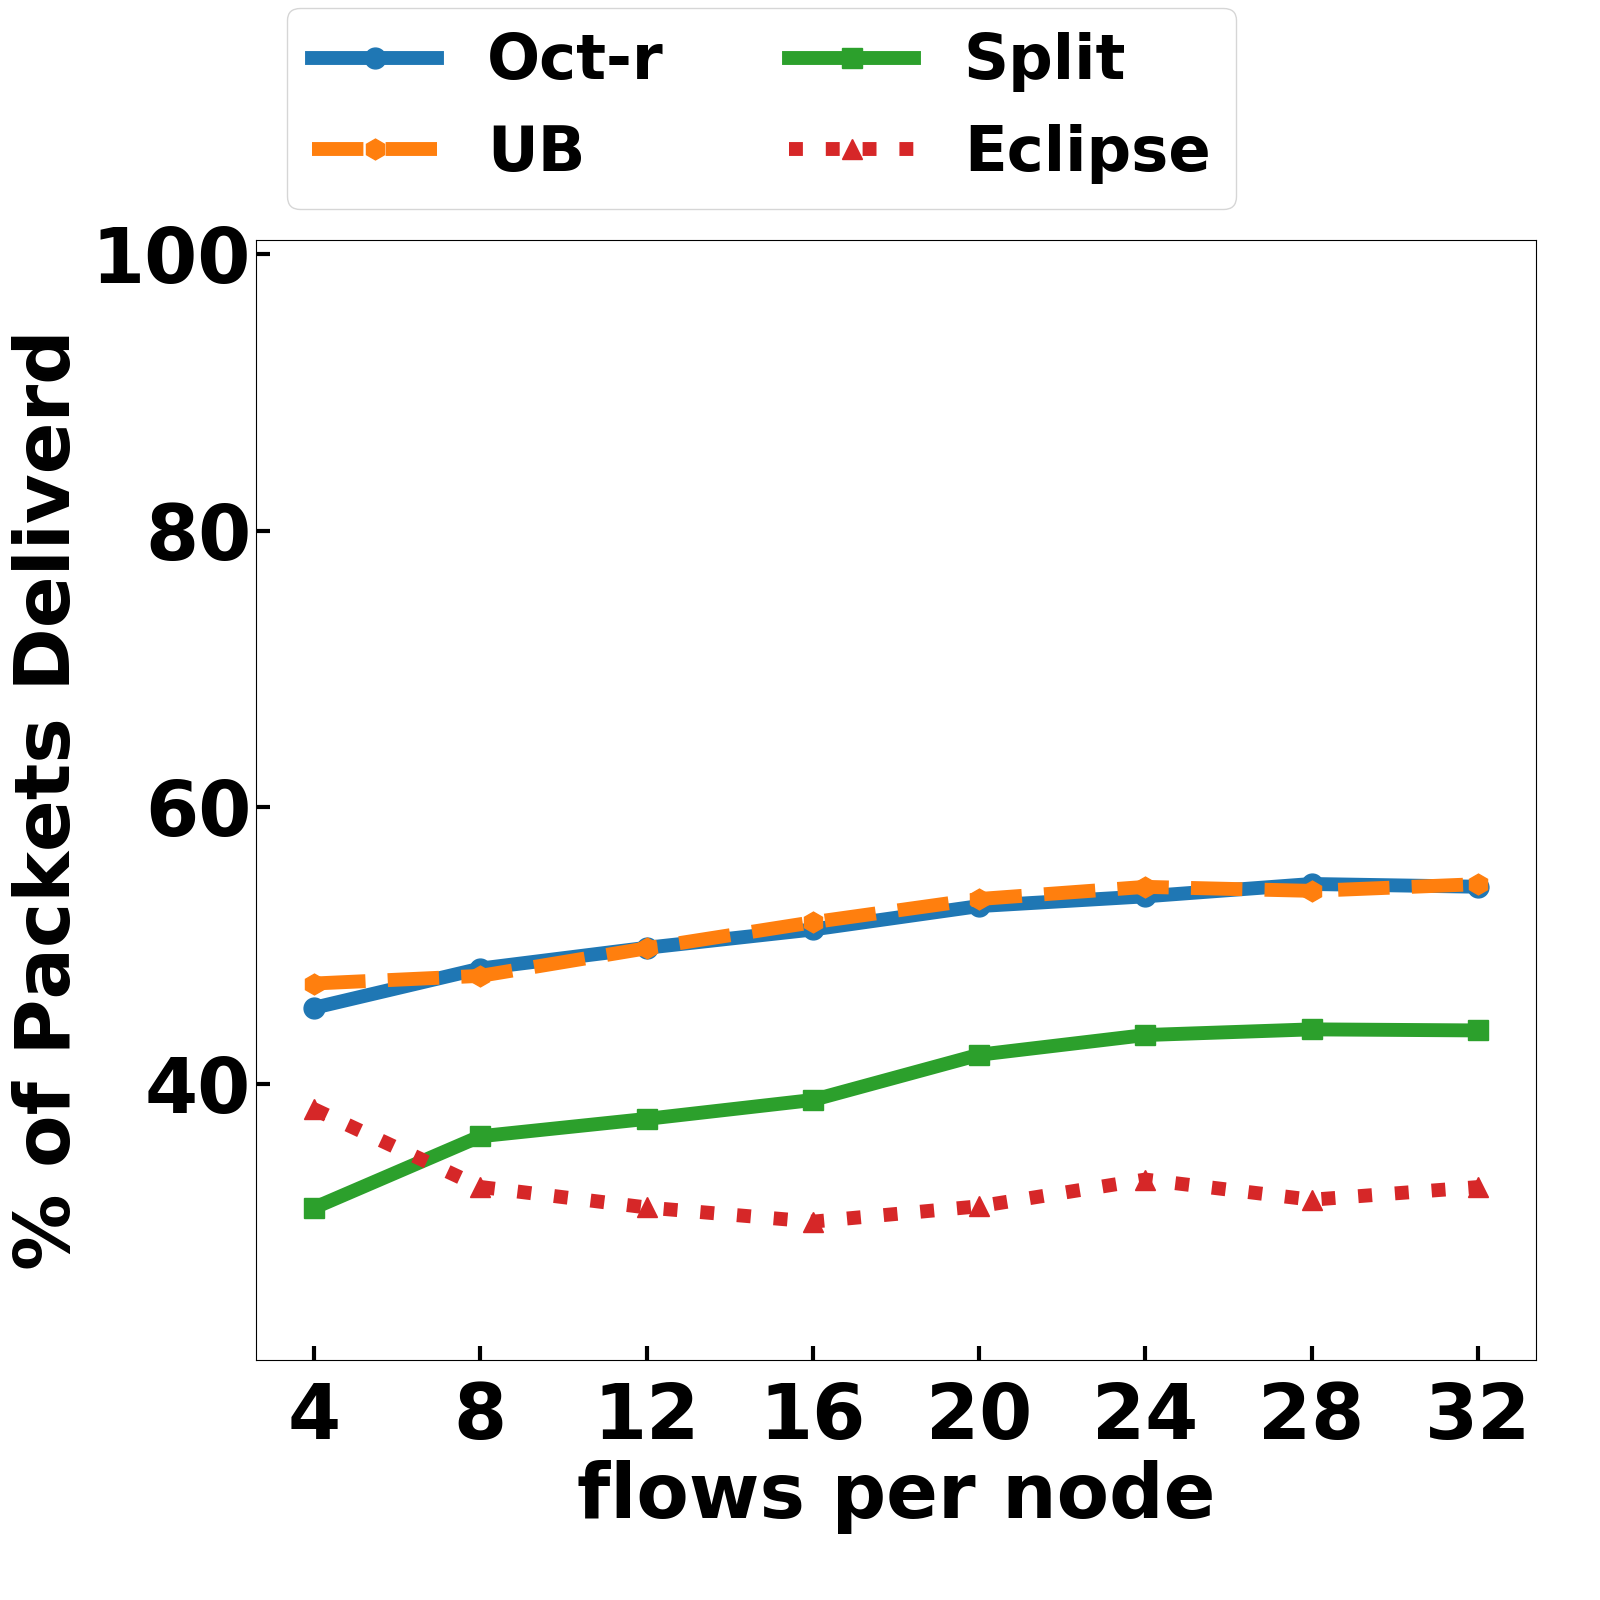 Oct-r
Split
UB
Eclipse
100
80
60
40
% of Packets Deliverd
4 8 12 16 20 24 28 32
flows per node